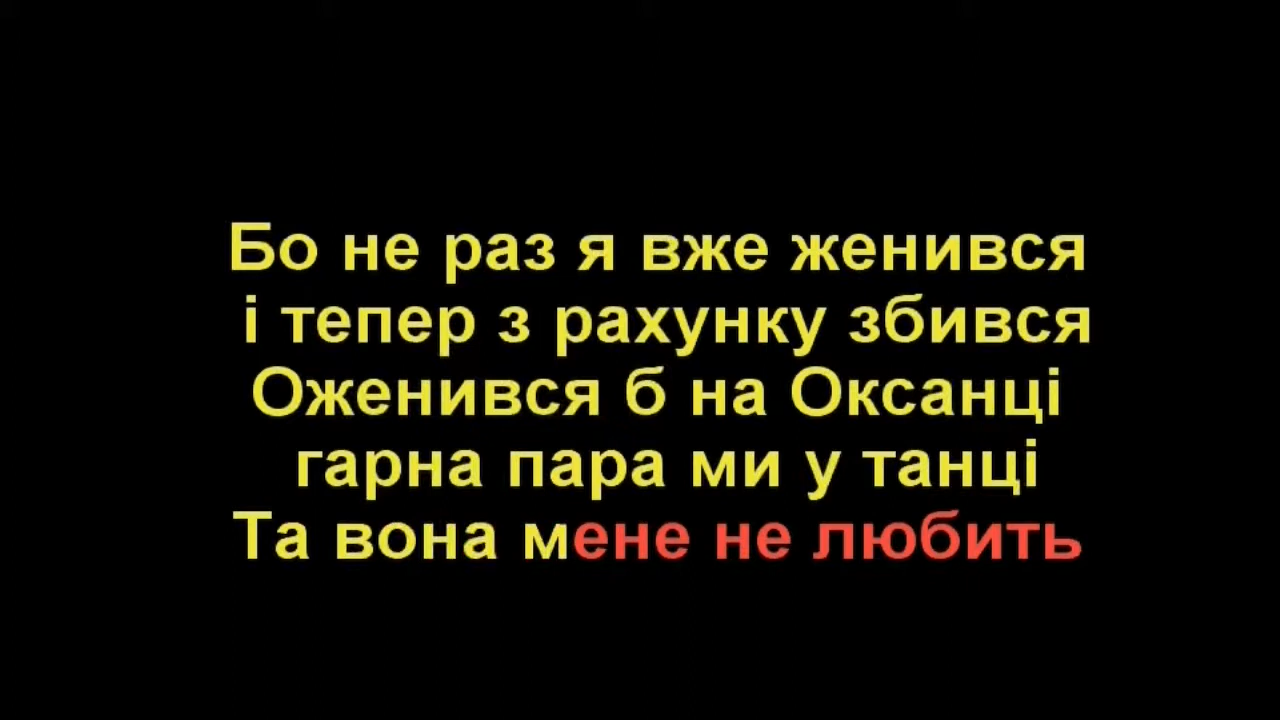 Бо не раз я вже женився
і тепер з рахунку збився
Оженився б на Оксанці
гарна пара ми у танці
Та вона мене не любить